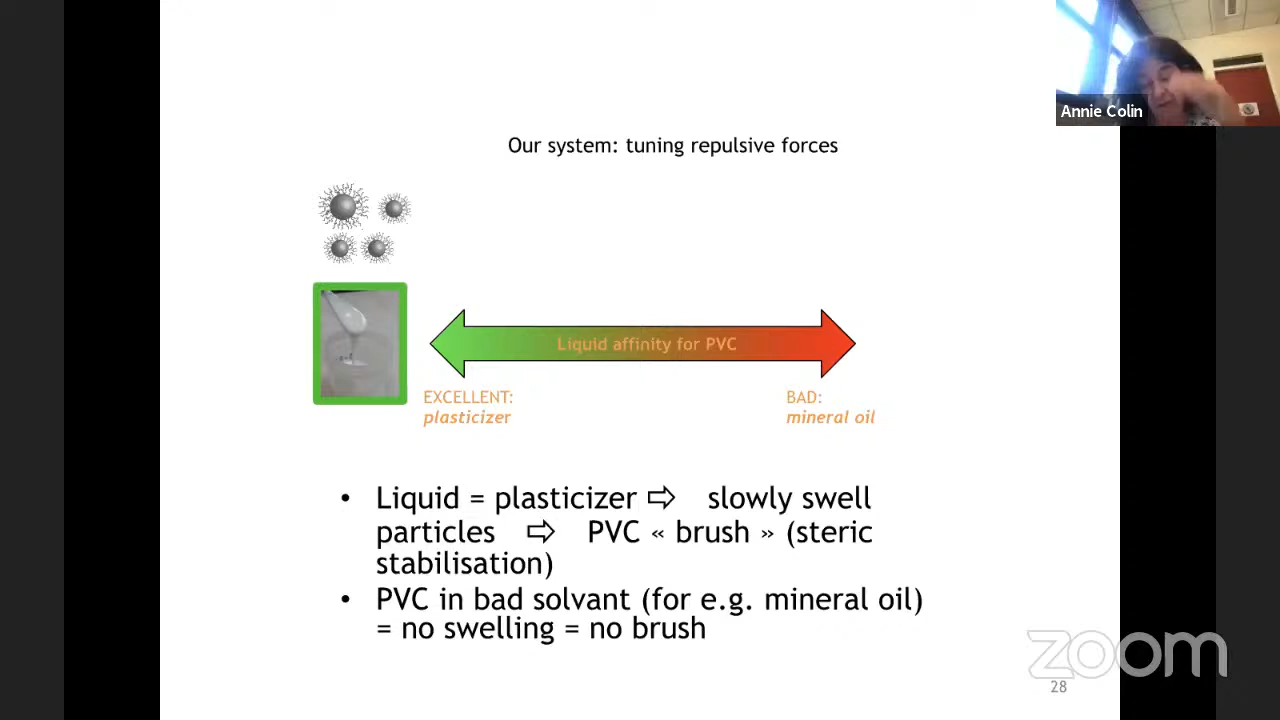 Annie Colin
Our system: tuning repulsive forces
Liquid affinity for PVC
EXCELLENT:
plasticizer
BAD:
mineral oil
• Liquid = plasticizer ⇨ slowly swell
particles ⇨ PVC « brush » (steric
stabilisation)
• PVC in bad solvant (for e.g. mineral oil)
= no swelling = no brush
zoom
28